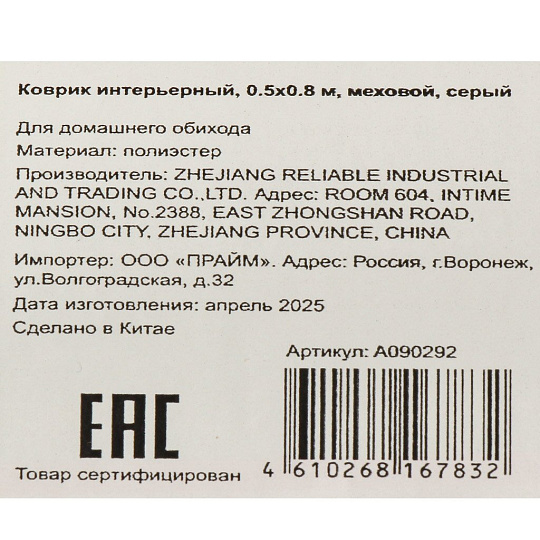 Коврик интерьерный, 0.5х0.8 м, меховой, серый
Для домашнего обихода
Материал: полиэстер
Производитель: ZHEJIANG RELIABLE INDUSTRIAL
AND TRADING CO.,LTD. Адрес: ROOM 604, INTIME
MANSION, No.2388, EAST ZHONGSHAN ROAD,
NINGBO CITY, ZHEJIANG PROVINCE, CHINA
Импортер: ООО «ПРАЙМ». Адрес: Россия, г.Воронеж,
ул.Волгоградская, д.32
Дата изготовления: апрель 2025
Сделано в Китае
Артикул: А090292
ЕАС
Товар сертифицирован
4 610268 167832